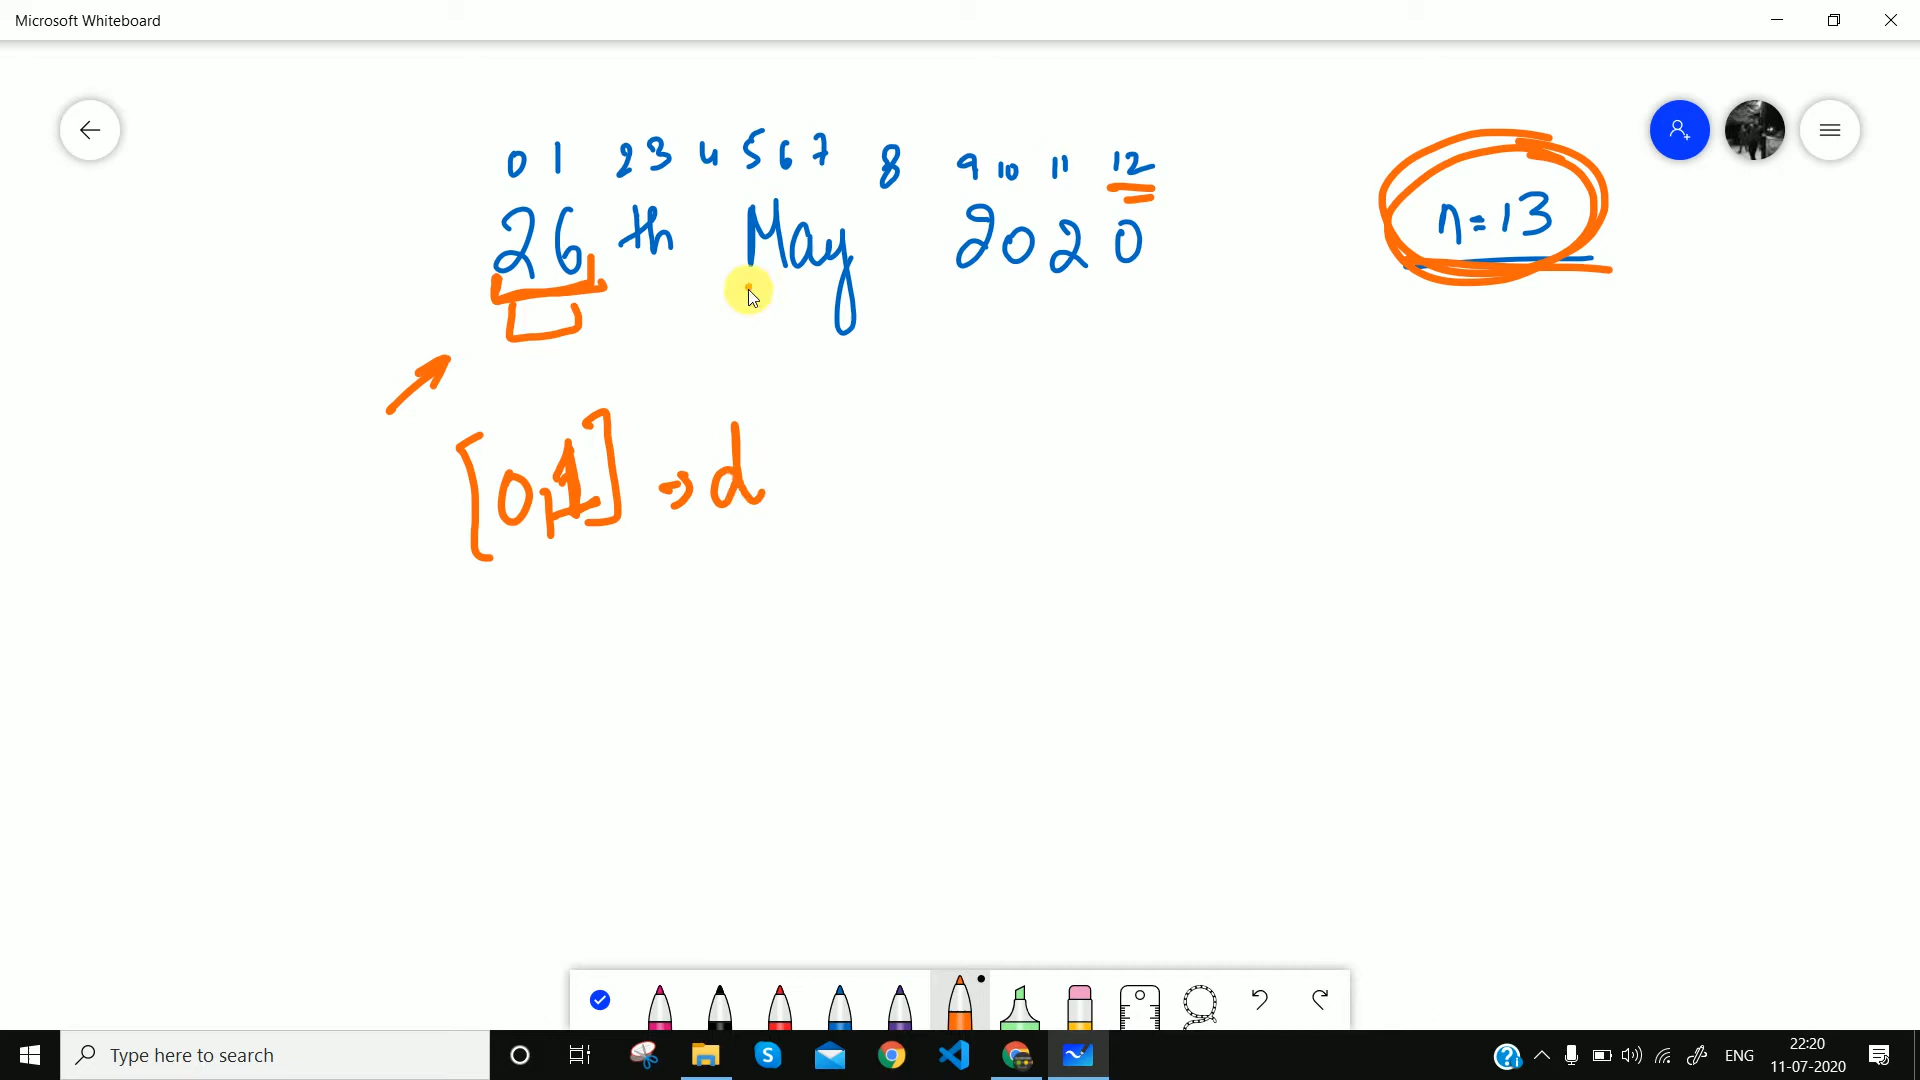 Microsoft Whiteboard
0 1 2 3 4 5 6 7 8 9 10 11 12
26 th May 2020
n=13
[0,1] → d
Type here to search
S
?
ENG
22:20
11-07-2020